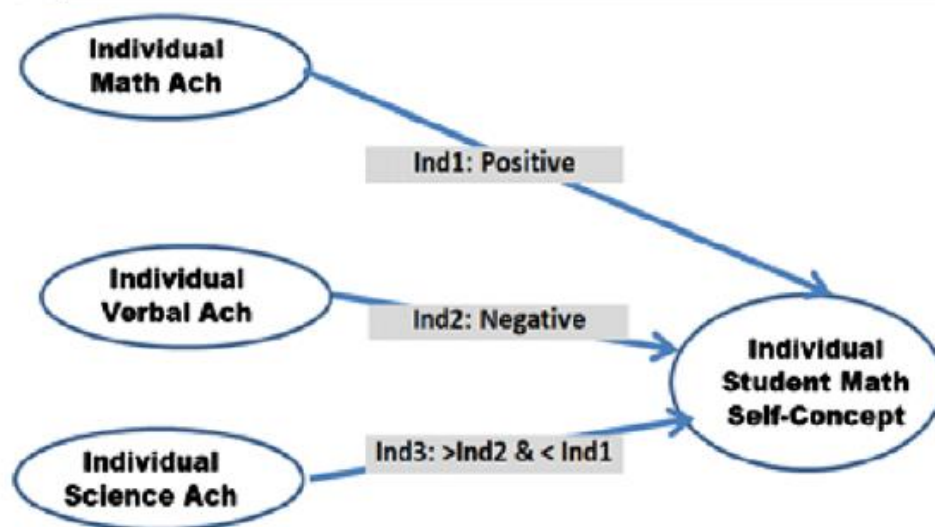 Individual
Math Ach
Ind1: Positive
Individual
Verbal Ach
Ind2: Negative
Individual
Student Math
Self-Concept
Ind3: >Ind2 & < Ind1
Individual
Science Ach